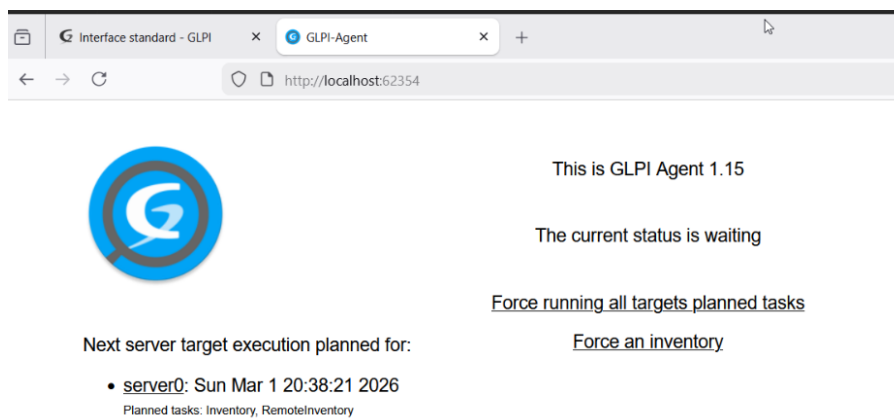 Interface standard - GLPI
GLPI-Agent
http://localhost:62354
This is GLPI Agent 1.15
The current status is waiting
Force running all targets planned tasks
Force an inventory
Next server target execution planned for:
server0: Sun Mar 1 20:38:21 2026
Planned tasks: Inventory, RemoteInventory